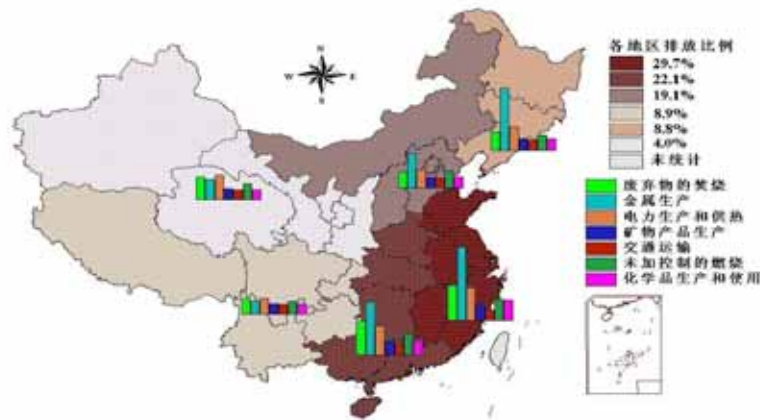 N
W E
S
各地区排放比例
29.7%
22.1%
19.1%
8.9%
8.8%
4.0%
未统计
废弃物的焚烧
金属生产
电力生产和供热
矿物产品生产
交通运输
未加控制的燃烧
化学品生产和使用